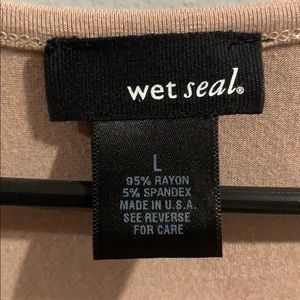 wet seal®
L
95% RAYON
5% SPANDEX
MADE IN U.S.A.
SEE REVERSE
FOR CARE